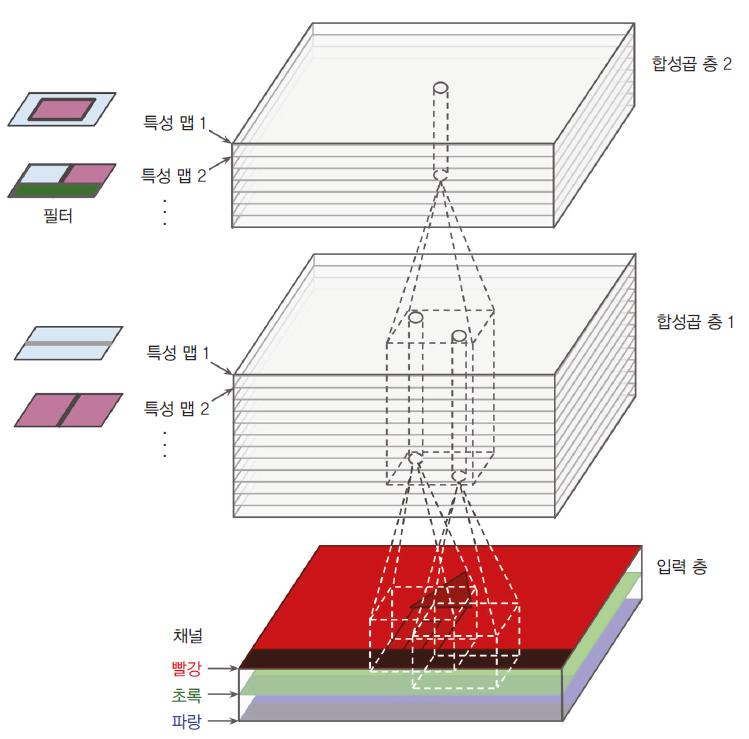 합성곱 층 2
특성 맵 1
특성 맵 2
필터
합성곱 층 1
특성 맵 1
특성 맵 2
입력 층
채널
빨강
초록
파랑